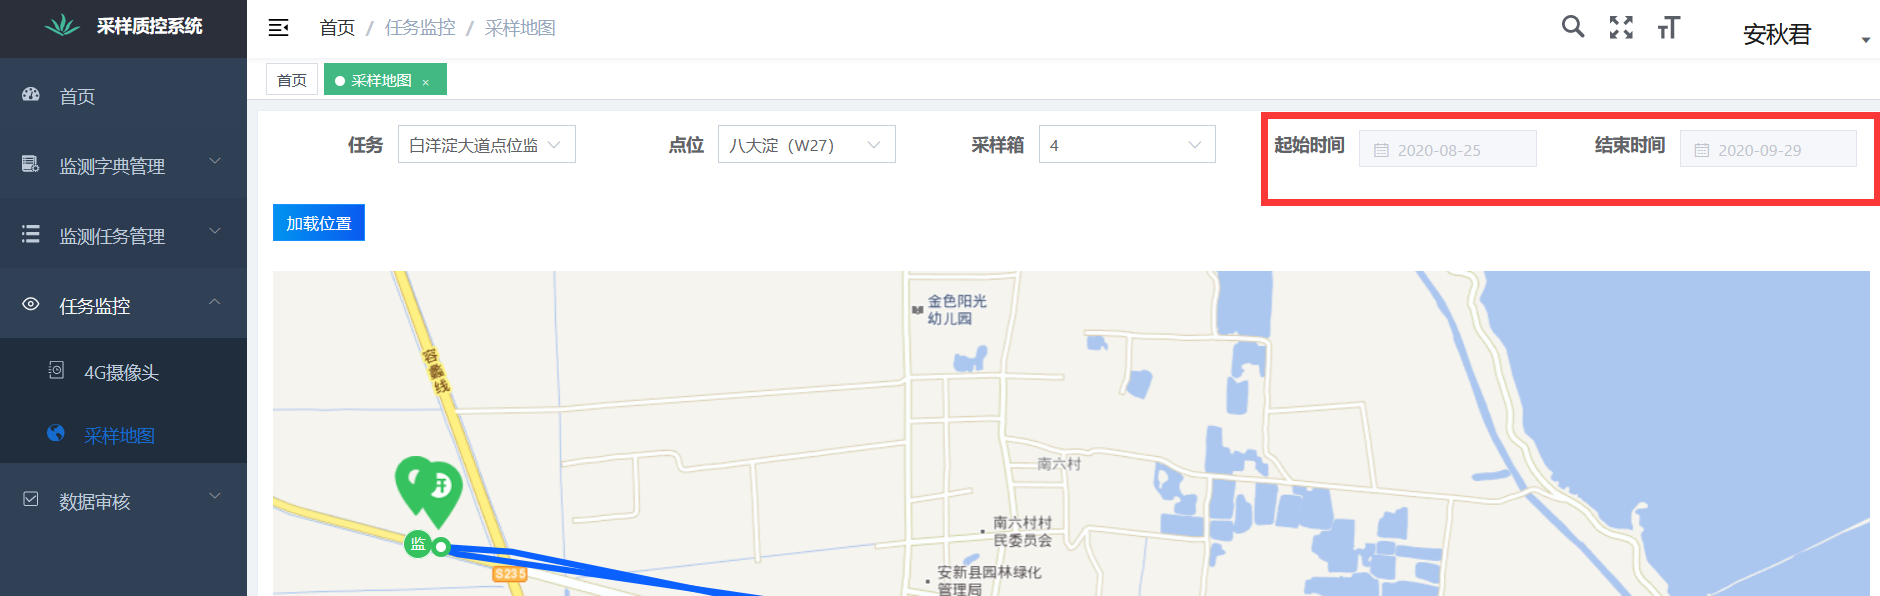 采样质控系统
首页 / 任务监控 / 采样地图
安秋君
首页
采样地图 ×
首页
监测字典管理
监测任务管理
任务监控
4G摄像头
采样地图
数据审核
任务 白洋淀大道点位监
点位 八大淀（W27）
采样箱 4
起始时间 2020-08-25
结束时间 2020-09-29
加载位置
金色阳光
幼儿园
容蠡线
南六村
南六村村
民委员会
监
S235
安新县园林绿化
管理局